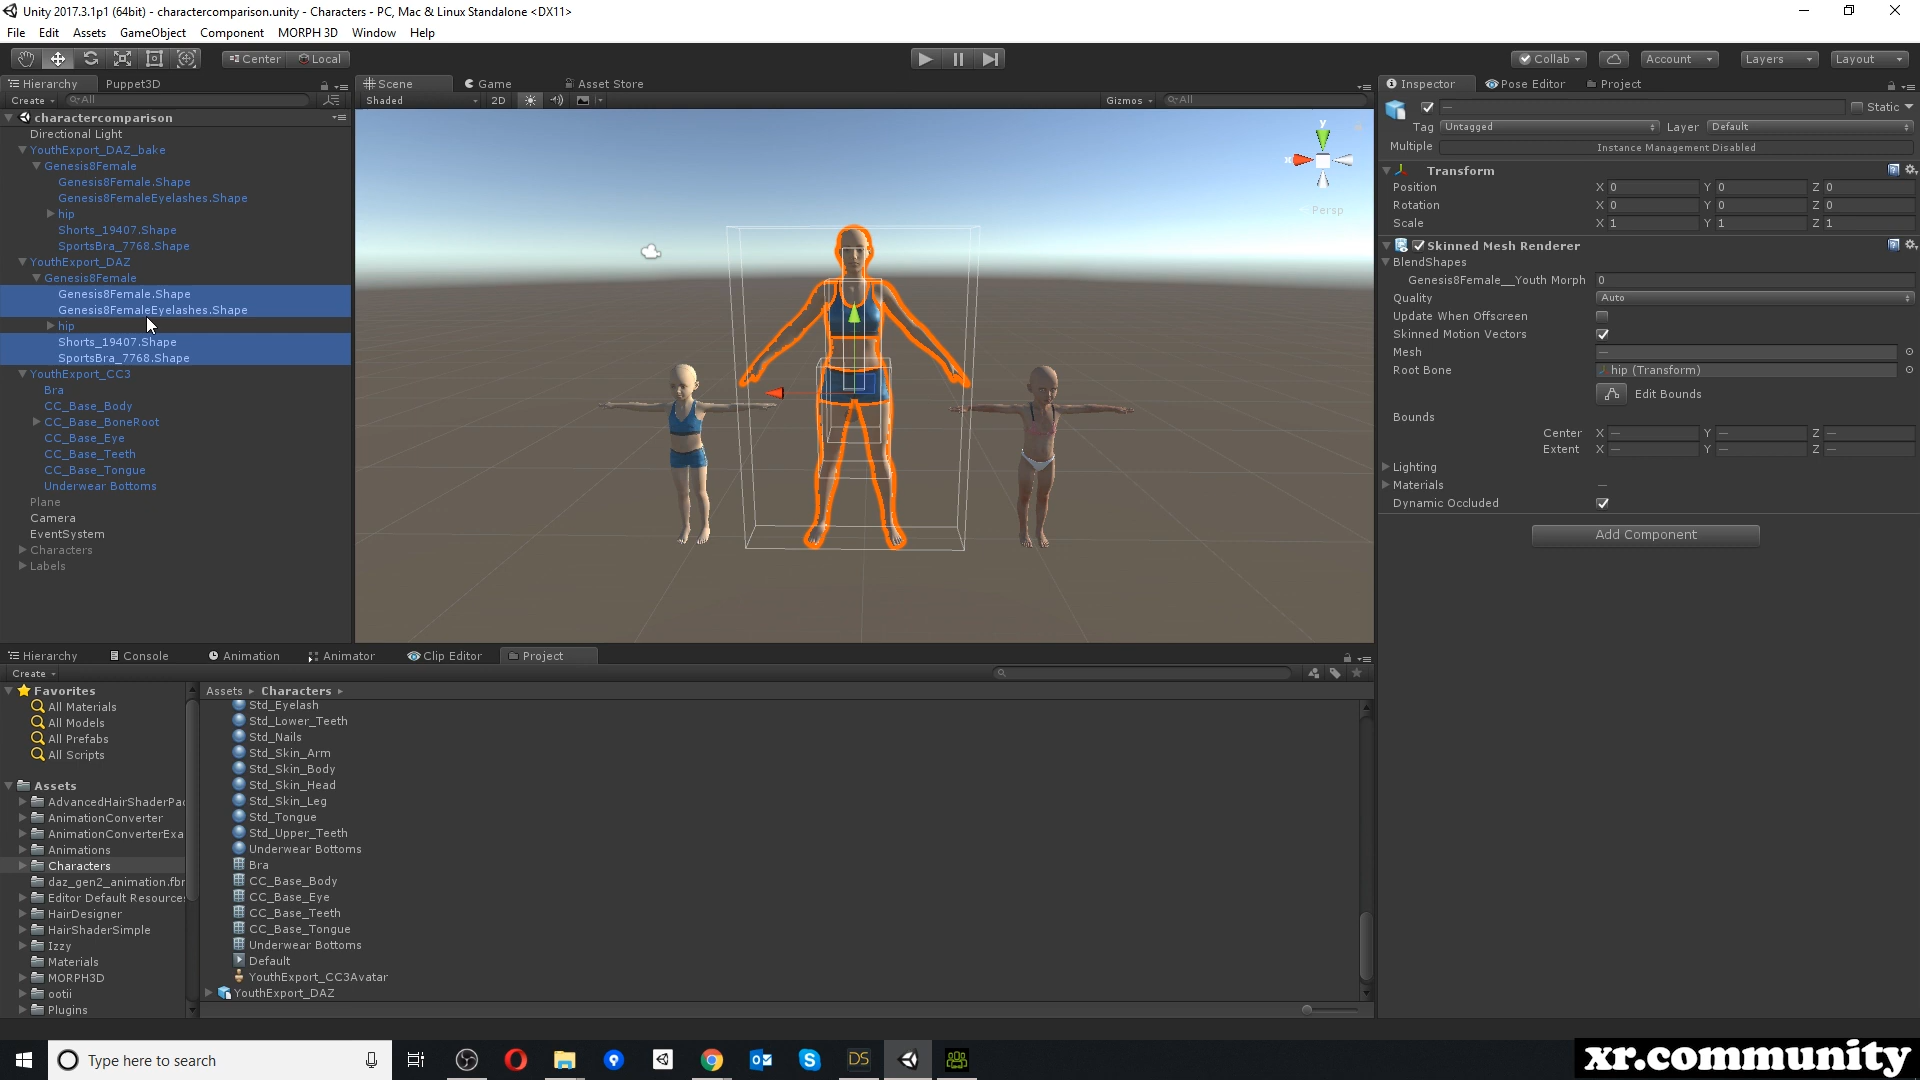 Unity 2017.3.1p1 (64bit) - charactercomparison.unity - Characters - PC, Mac & Linux Standalone <DX11>
File Edit Assets GameObject Component MORPH 3D Window Help
Center Local Collab Account Layers Layout
Hierarchy Puppet3D Scene Game Asset Store Inspector Pose Editor Project
Create All Shaded 2D Gizmos All
charactercomparison
Directional Light
YouthExport_DAZ_bake
Genesis8Female
Genesis8Female.Shape
Genesis8FemaleEyelashes.Shape
hip
Shorts_19407.Shape
SportsBra_7768.Shape
YouthExport_DAZ
Genesis8Female
Genesis8Female.Shape
Genesis8FemaleEyelashes.Shape
hip
Shorts_19407.Shape
SportsBra_7768.Shape
YouthExport_CC3
Bra
CC_Base_Body
CC_Base_BoneRoot
CC_Base_Eye
CC_Base_Teeth
CC_Base_Tongue
Underwear Bottoms
Plane
Camera
EventSystem
Characters
Labels
y
x
Persp
— Static
Tag Untagged Layer Default
Multiple Instance Management Disabled
Transform
Position X 0 Y 0 Z 0
Rotation X 0 Y 0 Z 0
Scale X 1 Y 1 Z 1
Skinned Mesh Renderer
BlendShapes
Genesis8Female__Youth Morph 0
Quality Auto
Update When Offscreen
Skinned Motion Vectors
Mesh —
Root Bone hip (Transform)
Edit Bounds
Bounds
Center X — Y — Z —
Extent X — Y — Z —
Lighting
Materials —
Dynamic Occluded
Add Component
Hierarchy Console Animation Animator Clip Editor Project
Create
Favorites
All Materials
All Models
All Prefabs
All Scripts
Assets
AdvancedHairShaderPac
AnimationConverter
AnimationConverterExa
Animations
Characters
daz_gen2_animation.fbr
Editor Default Resources
HairDesigner
HairShaderSimple
Izzy
Materials
MORPH3D
ootii
Plugins
Assets Characters
Std_Eyelash
Std_Lower_Teeth
Std_Nails
Std_Skin_Arm
Std_Skin_Body
Std_Skin_Head
Std_Skin_Leg
Std_Tongue
Std_Upper_Teeth
Underwear Bottoms
Bra
CC_Base_Body
CC_Base_Eye
CC_Base_Teeth
CC_Base_Tongue
Underwear Bottoms
Default
YouthExport_CC3Avatar
YouthExport_DAZ
Type here to search
DS
xr.community